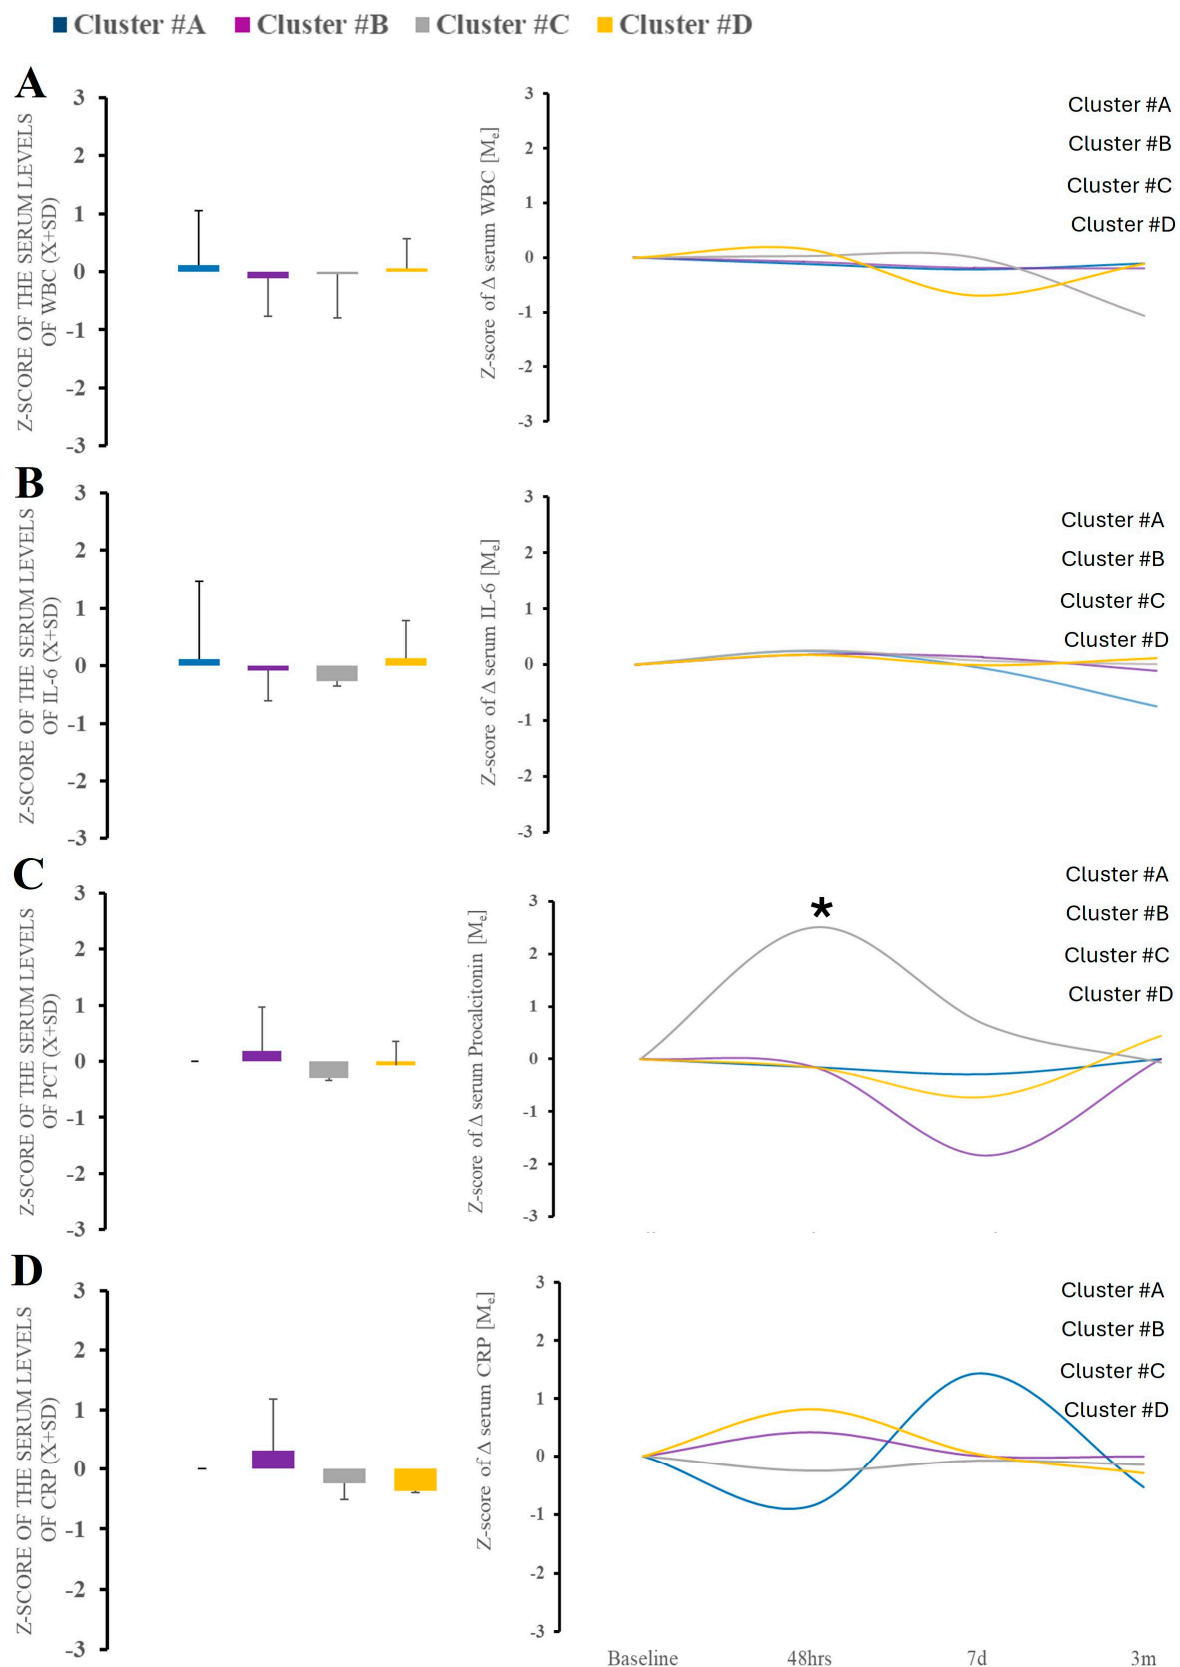 Cluster #A Cluster #B Cluster #C Cluster #D
A
Z-SCORE OF THE SERUM LEVELS
OF WBC (X+SD)
3
2
1
0
-1
-2
-3
Z-score of Δ serum WBC [Me]
3
2
1
0
-1
-2
-3
Cluster #A
Cluster #B
Cluster #C
Cluster #D
B
Z-SCORE OF THE SERUM LEVELS
OF IL-6 (X+SD)
3
2
1
0
-1
-2
-3
Z-score of Δ serum IL-6 [Me]
3
2
1
0
-1
-2
-3
Cluster #A
Cluster #B
Cluster #C
Cluster #D
C
Z-SCORE OF THE SERUM LEVELS
OF PCT (X+SD)
3
2
1
0
-1
-2
-3
Z-score of Δ serum Procalcitonin [Me]
3
2
1
0
-1
-2
-3
*
Cluster #A
Cluster #B
Cluster #C
Cluster #D
D
Z-SCORE OF THE SERUM LEVELS
OF CRP (X+SD)
3
2
1
0
-1
-2
-3
Z-score of Δ serum CRP [Me]
3
2
1
0
-1
-2
-3
Cluster #A
Cluster #B
Cluster #C
Cluster #D
Baseline 48hrs 7d 3m